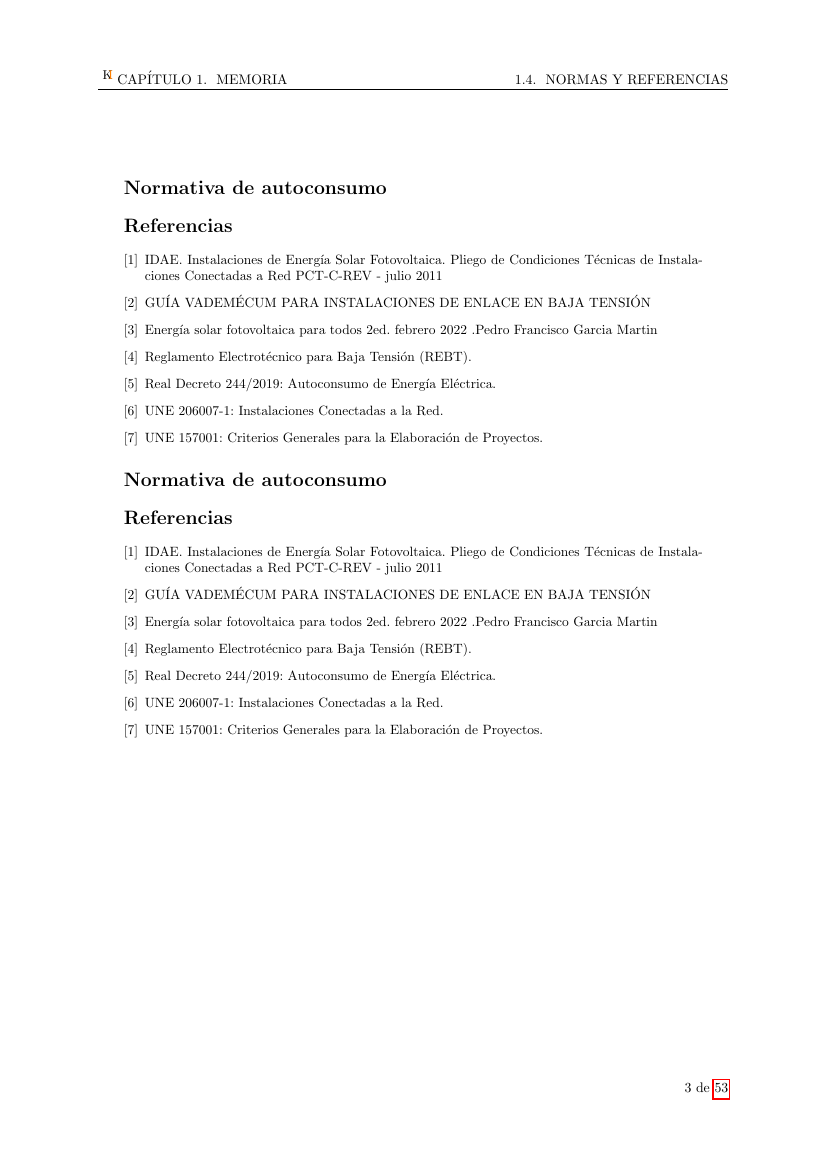 K CAPÍTULO 1. MEMORIA 1.4. NORMAS Y REFERENCIAS
Normativa de autoconsumo
Referencias
[1] IDAE. Instalaciones de Energía Solar Fotovoltaica. Pliego de Condiciones Técnicas de Instala-
ciones Conectadas a Red PCT-C-REV - julio 2011
[2] GUÍA VADEMÉCUM PARA INSTALACIONES DE ENLACE EN BAJA TENSIÓN
[3] Energía solar fotovoltaica para todos 2ed. febrero 2022 .Pedro Francisco Garcia Martin
[4] Reglamento Electrotécnico para Baja Tensión (REBT).
[5] Real Decreto 244/2019: Autoconsumo de Energía Eléctrica.
[6] UNE 206007-1: Instalaciones Conectadas a la Red.
[7] UNE 157001: Criterios Generales para la Elaboración de Proyectos.
Normativa de autoconsumo
Referencias
[1] IDAE. Instalaciones de Energía Solar Fotovoltaica. Pliego de Condiciones Técnicas de Instala-
ciones Conectadas a Red PCT-C-REV - julio 2011
[2] GUÍA VADEMÉCUM PARA INSTALACIONES DE ENLACE EN BAJA TENSIÓN
[3] Energía solar fotovoltaica para todos 2ed. febrero 2022 .Pedro Francisco Garcia Martin
[4] Reglamento Electrotécnico para Baja Tensión (REBT).
[5] Real Decreto 244/2019: Autoconsumo de Energía Eléctrica.
[6] UNE 206007-1: Instalaciones Conectadas a la Red.
[7] UNE 157001: Criterios Generales para la Elaboración de Proyectos.
3 de 53